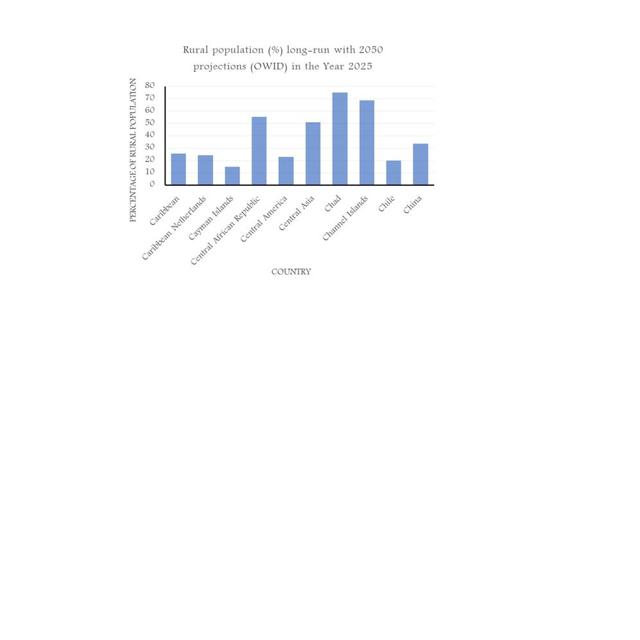 Rural population (%) long-run with 2050
projections (OWID) in the Year 2025
PERCENTAGE OF RURAL POPULATION
80
70
60
50
40
30
20
10
0
Caribbean
Caribbean Netherlands
Cayman Islands
Central African Republic
Central America
Central Asia
Chad
Channel Islands
Chile
China
COUNTRY